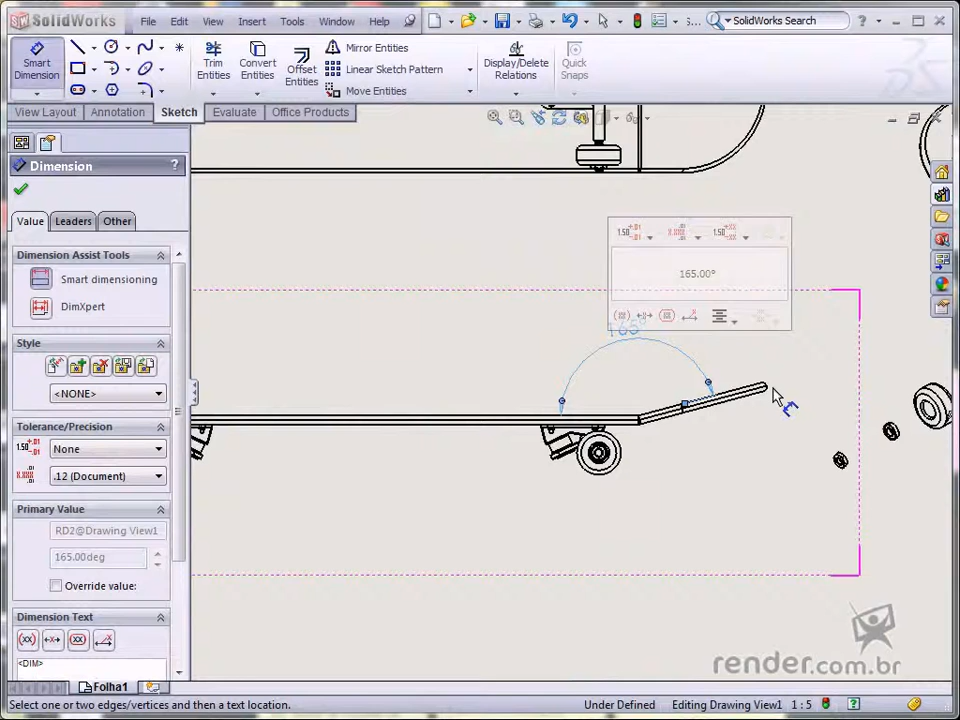 SolidWorks
File Edit View Insert Tools Window Help
s...
SolidWorks Search
Smart Dimension
Trim Entities
Convert Entities
Offset Entities
Mirror Entities
Linear Sketch Pattern
Move Entities
Display/Delete Relations
Quick Snaps
View Layout Annotation Sketch Evaluate Office Products
Dimension
?
Value Leaders Other
Dimension Assist Tools
Smart dimensioning
DimXpert
Style
<NONE>
Tolerance/Precision
None
.12 (Document)
Primary Value
RD2@Drawing View1
165.00deg
Override value:
Dimension Text
<DIM>
165.00°
165°
render.com.br
Folha1
Select one or two edges/vertices and then a text location.
Under Defined
Editing Drawing View1
1 : 5